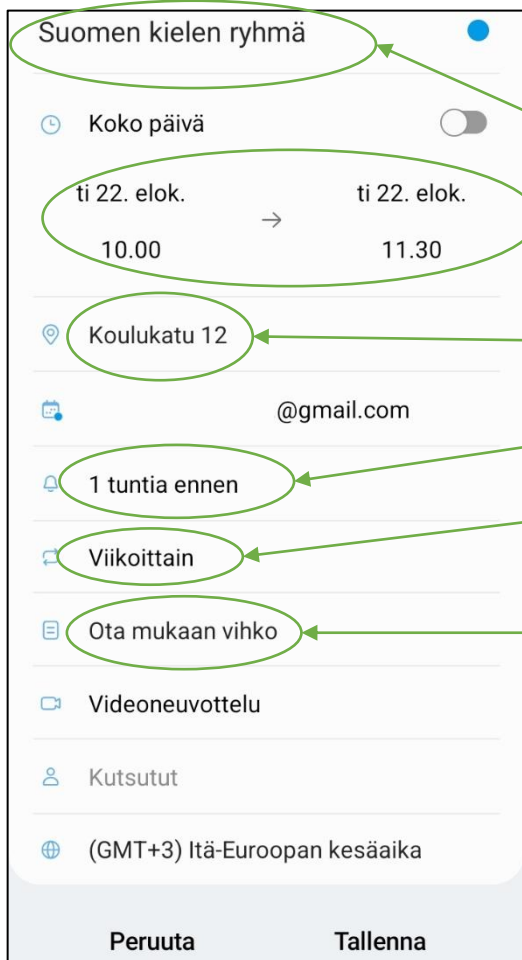 Suomen kielen ryhmä
Koko päivä
ti 22. elok. → ti 22. elok.
10.00 11.30
Koulukatu 12
@gmail.com
1 tuntia ennen
Viikoittain
Ota mukaan vihko
Videoneuvottelu
Kutsutut
(GMT+3) Itä-Euroopan kesäaika
Peruuta Tallenna